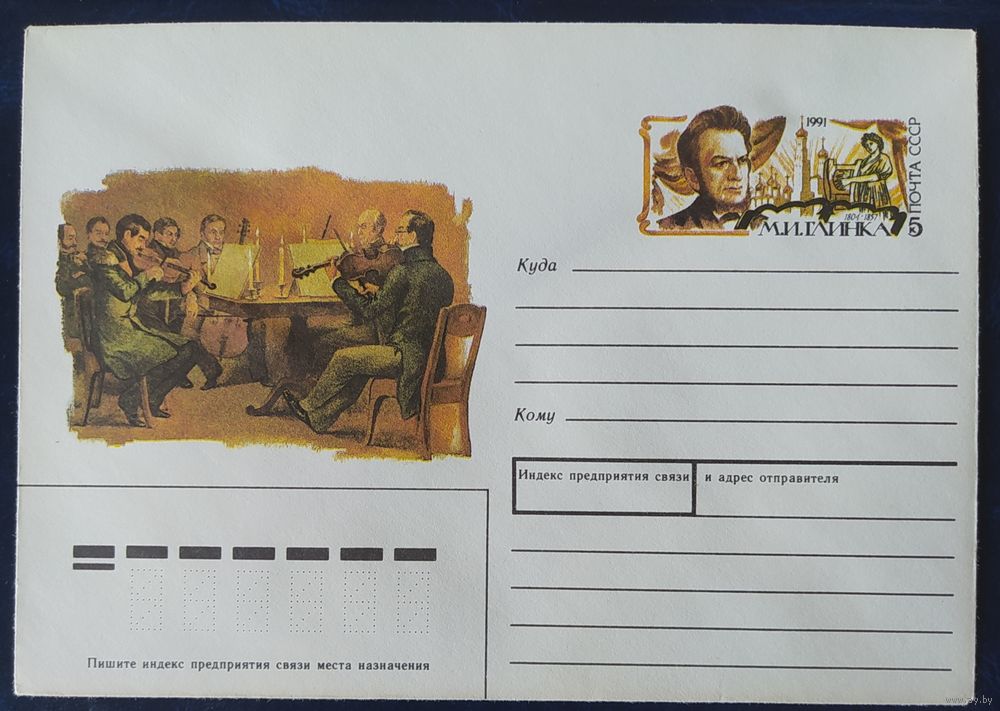 1991
ПОЧТА СССР
1804-1857
М.И.ГЛИНКА 5
Куда
Кому
Индекс предприятия связи и адрес отправителя
Пишите индекс предприятия связи места назначения